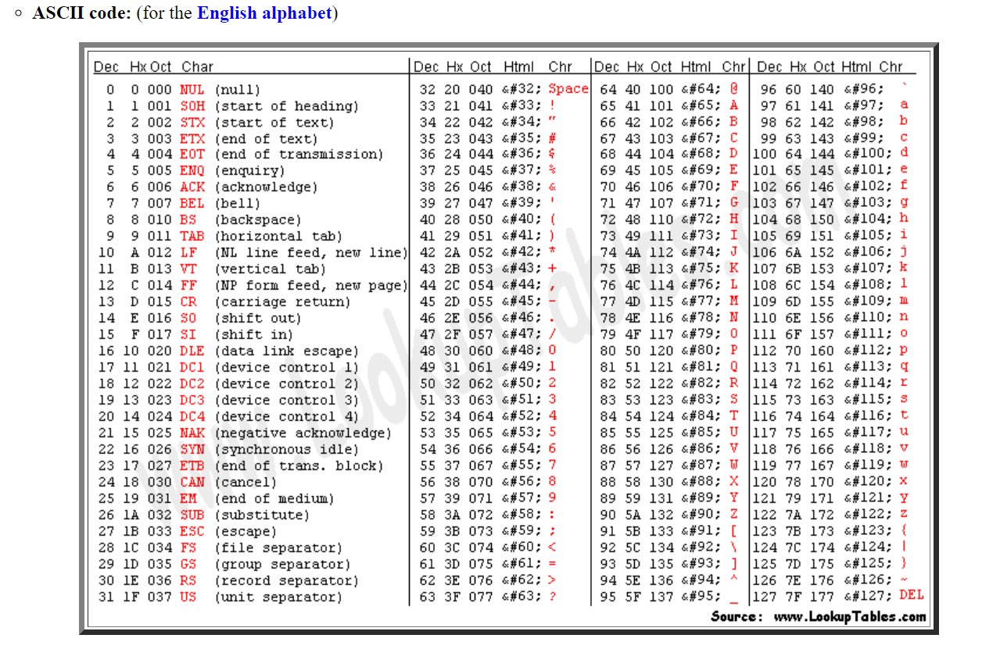 ASCII code: (for the English alphabet)
Dec Hx Oct Char Dec Hx Oct Html Chr Dec Hx Oct Html Chr Dec Hx Oct Html Chr
0 0 000 NUL (null) 32 20 040 &#32; Space 64 40 100 &#64; @ 96 60 140 &#96; `
1 1 001 SOH (start of heading) 33 21 041 &#33; ! 65 41 101 &#65; A 97 61 141 &#97; a
2 2 002 STX (start of text) 34 22 042 &#34; " 66 42 102 &#66; B 98 62 142 &#98; b
3 3 003 ETX (end of text) 35 23 043 &#35; # 67 43 103 &#67; C 99 63 143 &#99; c
4 4 004 EOT (end of transmission) 36 24 044 &#36; $ 68 44 104 &#68; D 100 64 144 &#100; d
5 5 005 ENQ (enquiry) 37 25 045 &#37; % 69 45 105 &#69; E 101 65 145 &#101; e
6 6 006 ACK (acknowledge) 38 26 046 &#38; & 70 46 106 &#70; F 102 66 146 &#102; f
7 7 007 BEL (bell) 39 27 047 &#39; ' 71 47 107 &#71; G 103 67 147 &#103; g
8 8 010 BS (backspace) 40 28 050 &#40; ( 72 48 110 &#72; H 104 68 150 &#104; h
9 9 011 TAB (horizontal tab) 41 29 051 &#41; ) 73 49 111 &#73; I 105 69 151 &#105; i
10 A 012 LF (NL line feed, new line) 42 2A 052 &#42; * 74 4A 112 &#74; J 106 6A 152 &#106; j
11 B 013 VT (vertical tab) 43 2B 053 &#43; + 75 4B 113 &#75; K 107 6B 153 &#107; k
12 C 014 FF (NP form feed, new page) 44 2C 054 &#44; , 76 4C 114 &#76; L 108 6C 154 &#108; l
13 D 015 CR (carriage return) 45 2D 055 &#45; - 77 4D 115 &#77; M 109 6D 155 &#109; m
14 E 016 SO (shift out) 46 2E 056 &#46; . 78 4E 116 &#78; N 110 6E 156 &#110; n
15 F 017 SI (shift in) 47 2F 057 &#47; / 79 4F 117 &#79; O 111 6F 157 &#111; o
16 10 020 DLE (data link escape) 48 30 060 &#48; 0 80 50 120 &#80; P 112 70 160 &#112; p
17 11 021 DC1 (device control 1) 49 31 061 &#49; 1 81 51 121 &#81; Q 113 71 161 &#113; q
18 12 022 DC2 (device control 2) 50 32 062 &#50; 2 82 52 122 &#82; R 114 72 162 &#114; r
19 13 023 DC3 (device control 3) 51 33 063 &#51; 3 83 53 123 &#83; S 115 73 163 &#115; s
20 14 024 DC4 (device control 4) 52 34 064 &#52; 4 84 54 124 &#84; T 116 74 164 &#116; t
21 15 025 NAK (negative acknowledge) 53 35 065 &#53; 5 85 55 125 &#85; U 117 75 165 &#117; u
22 16 026 SYN (synchronous idle) 54 36 066 &#54; 6 86 56 126 &#86; V 118 76 166 &#118; v
23 17 027 ETB (end of trans. block) 55 37 067 &#55; 7 87 57 127 &#87; W 119 77 167 &#119; w
24 18 030 CAN (cancel) 56 38 070 &#56; 8 88 58 130 &#88; X 120 78 170 &#120; x
25 19 031 EM (end of medium) 57 39 071 &#57; 9 89 59 131 &#89; Y 121 79 171 &#121; y
26 1A 032 SUB (substitute) 58 3A 072 &#58; : 90 5A 132 &#90; Z 122 7A 172 &#122; z
27 1B 033 ESC (escape) 59 3B 073 &#59; ; 91 5B 133 &#91; [ 123 7B 173 &#123; {
28 1C 034 FS (file separator) 60 3C 074 &#60; < 92 5C 134 &#92; \ 124 7C 174 &#124; |
29 1D 035 GS (group separator) 61 3D 075 &#61; = 93 5D 135 &#93; ] 125 7D 175 &#125; }
30 1E 036 RS (record separator) 62 3E 076 &#62; > 94 5E 136 &#94; ^ 126 7E 176 &#126; ~
31 1F 037 US (unit separator) 63 3F 077 &#63; ? 95 5F 137 &#95; _ 127 7F 177 &#127; DEL
Source: www.LookupTables.com
www.LookupTables.com